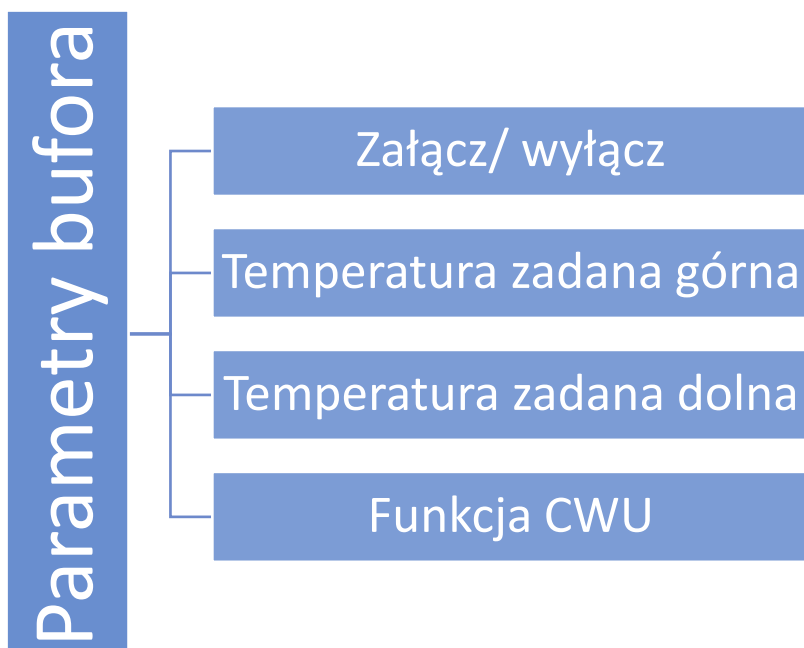 Parametry bufora
Załącz/ wyłącz
Temperatura zadana górna
Temperatura zadana dolna
Funkcja CWU